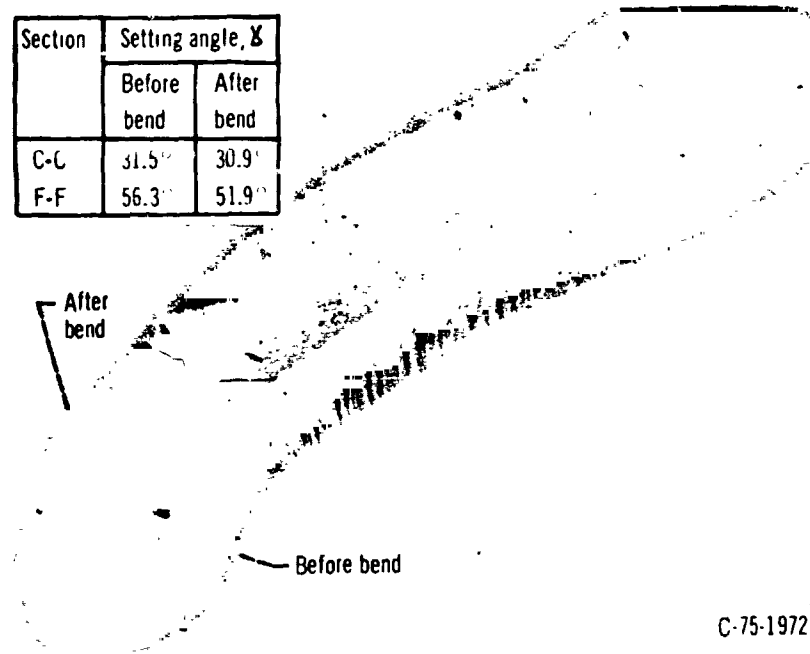 Section Setting angle, γ
Before bend After bend
C-C 31.5° 30.9°
F-F 56.3° 51.9°
After
bend
Before bend
C-75-1972